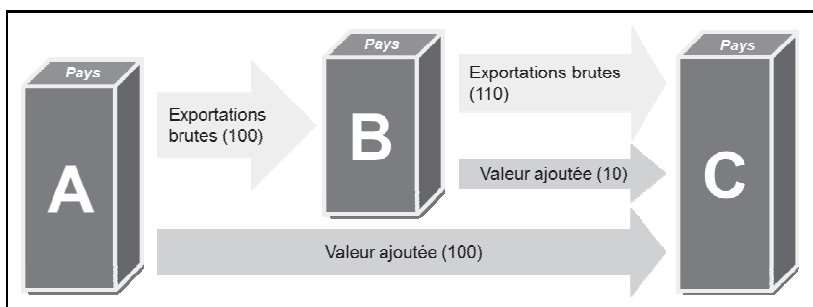 Pays
A
Exportations
brutes (100)
Pays
B
Exportations brutes
(110)
Valeur ajoutée (10)
Valeur ajoutée (100)
Pays
C